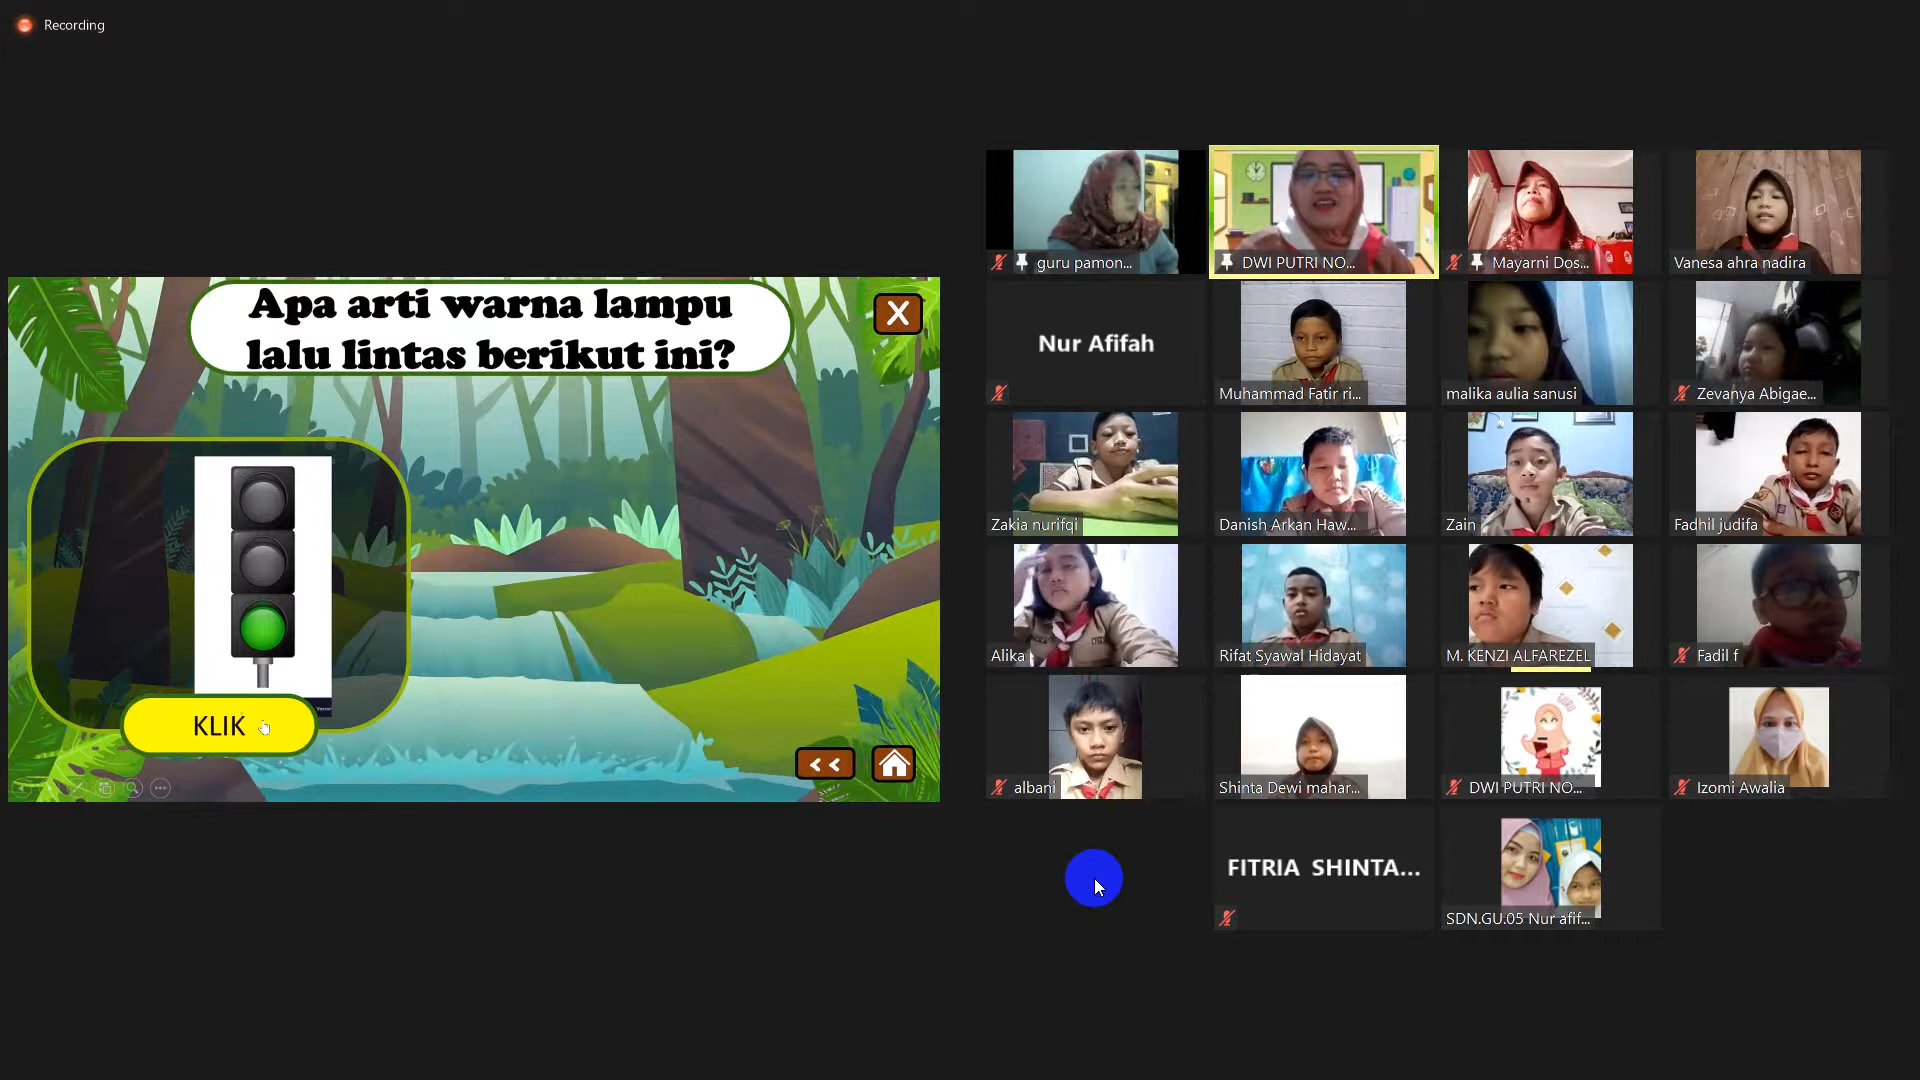 Recording
Apa arti warna lampu
lalu lintas berikut ini?
X
KLIK
< <
guru pamon...
DWI PUTRI NO...
Mayarni Dos...
Vanesa ahra nadira
Nur Afifah
Muhammad Fatir ri...
malika aulia sanusi
Zevanya Abigae...
Zakia nurifqi
Danish Arkan Haw...
Zain
Fadhil judifa
Alika
Rifat Syawal Hidayat
M. KENZI ALFAREZEL
Fadil f
albani
Shinta Dewi mahar...
DWI PUTRI NO...
Izomi Awalia
FITRIA SHINTA...
SDN.GU.05 Nur afif...